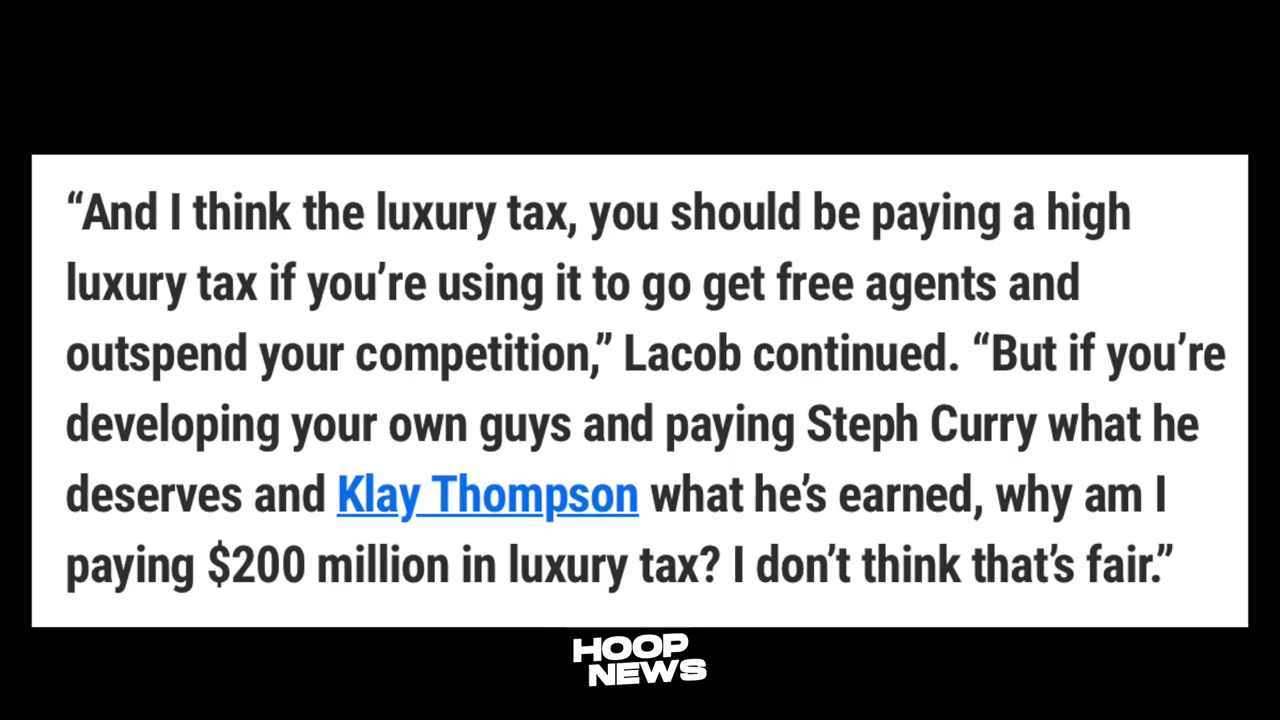 “And I think the luxury tax, you should be paying a high
luxury tax if you’re using it to go get free agents and
outspend your competition,” Lacob continued. “But if you’re
developing your own guys and paying Steph Curry what he
deserves and Klay Thompson what he’s earned, why am I
paying $200 million in luxury tax? I don’t think that’s fair.”
HOOP
NEWS